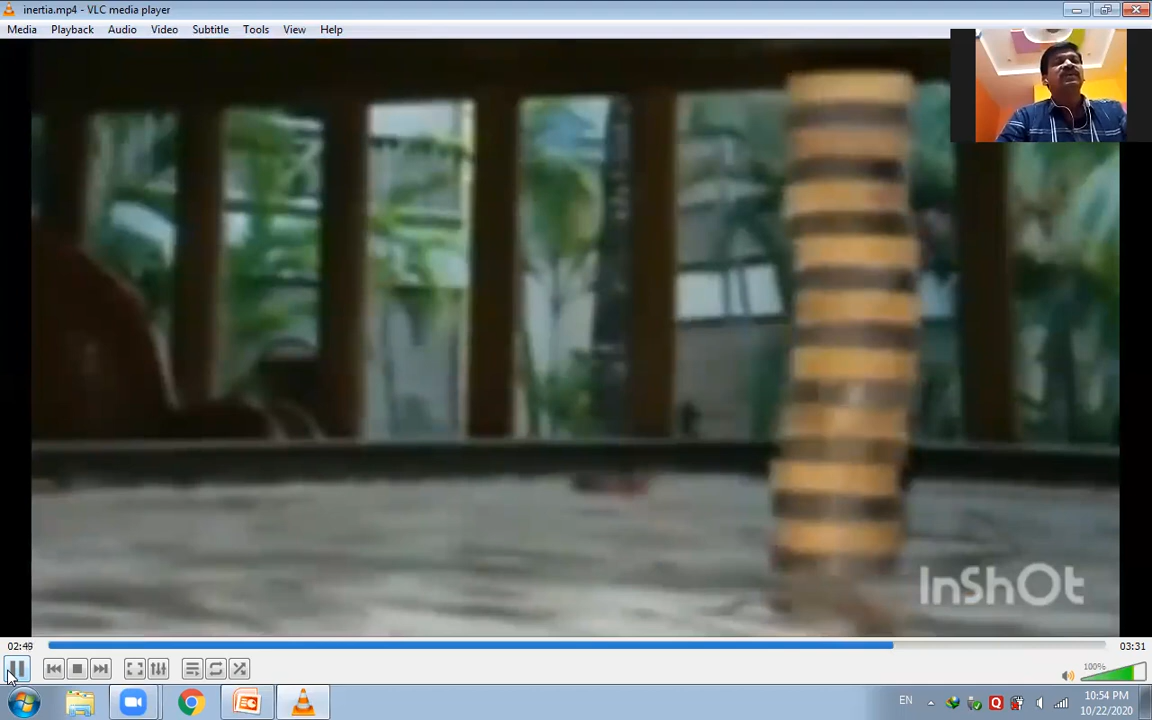 inertia.mp4 - VLC media player
Media Playback Audio Video Subtitle Tools View Help
InShOt
02:49
03:31
100%
EN
10:54 PM
10/22/2020